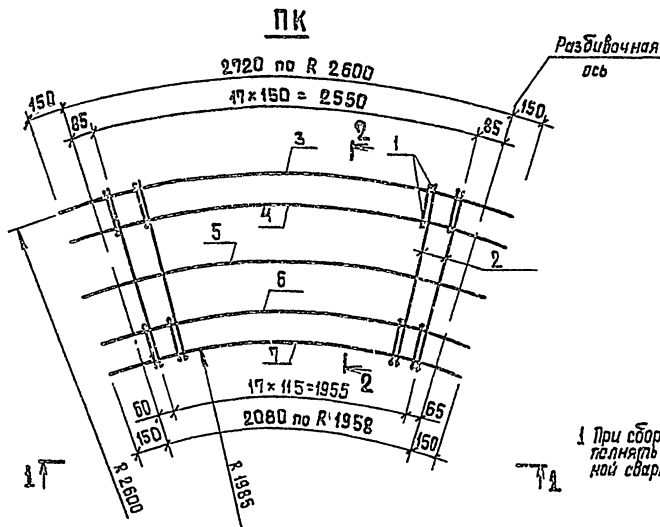 ПК
Разбивочная
ось
2720 по R 2600
17×150 = 2550
150
85
85
150
2
1
3
4
5
2
6
7
2
17×115=1955
60
65
2080 по R 1958
150
150
R 2600
R 1985
1
1
1 При сбор
полнять
ной свар